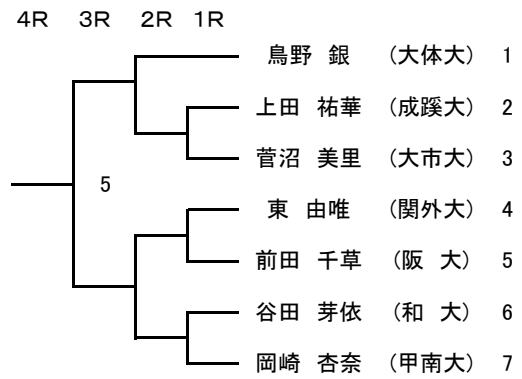 4R 3R 2R 1R
鳥野 銀 (大体大) 1
上田 祐華 (成蹊大) 2
菅沼 美里 (大市大) 3
5
東 由唯 (関外大) 4
前田 千草 (阪 大) 5
谷田 芽依 (和 大) 6
岡崎 杏奈 (甲南大) 7